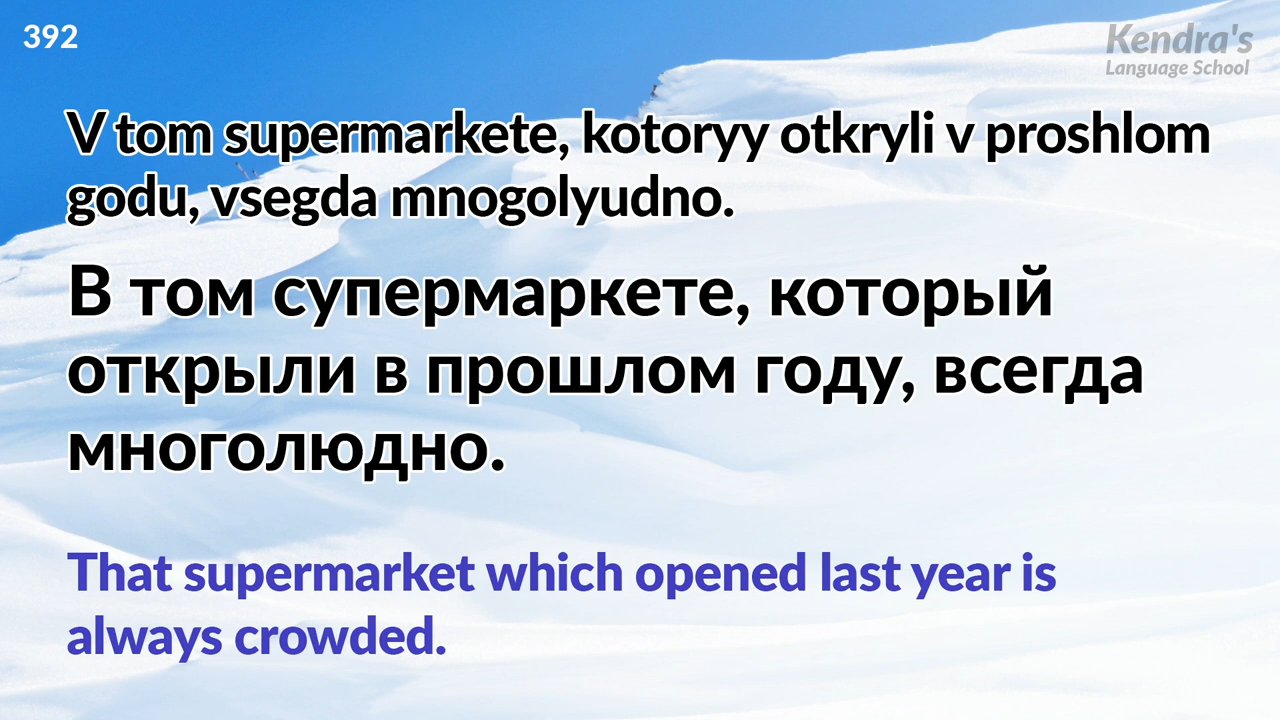 392
Kendra's
Language School
V tom supermarkete, kotoryy otkryli v proshlom
godu, vsegda mnogolyudno.
В том супермаркете, который
открыли в прошлом году, всегда
многолюдно.
That supermarket which opened last year is
always crowded.